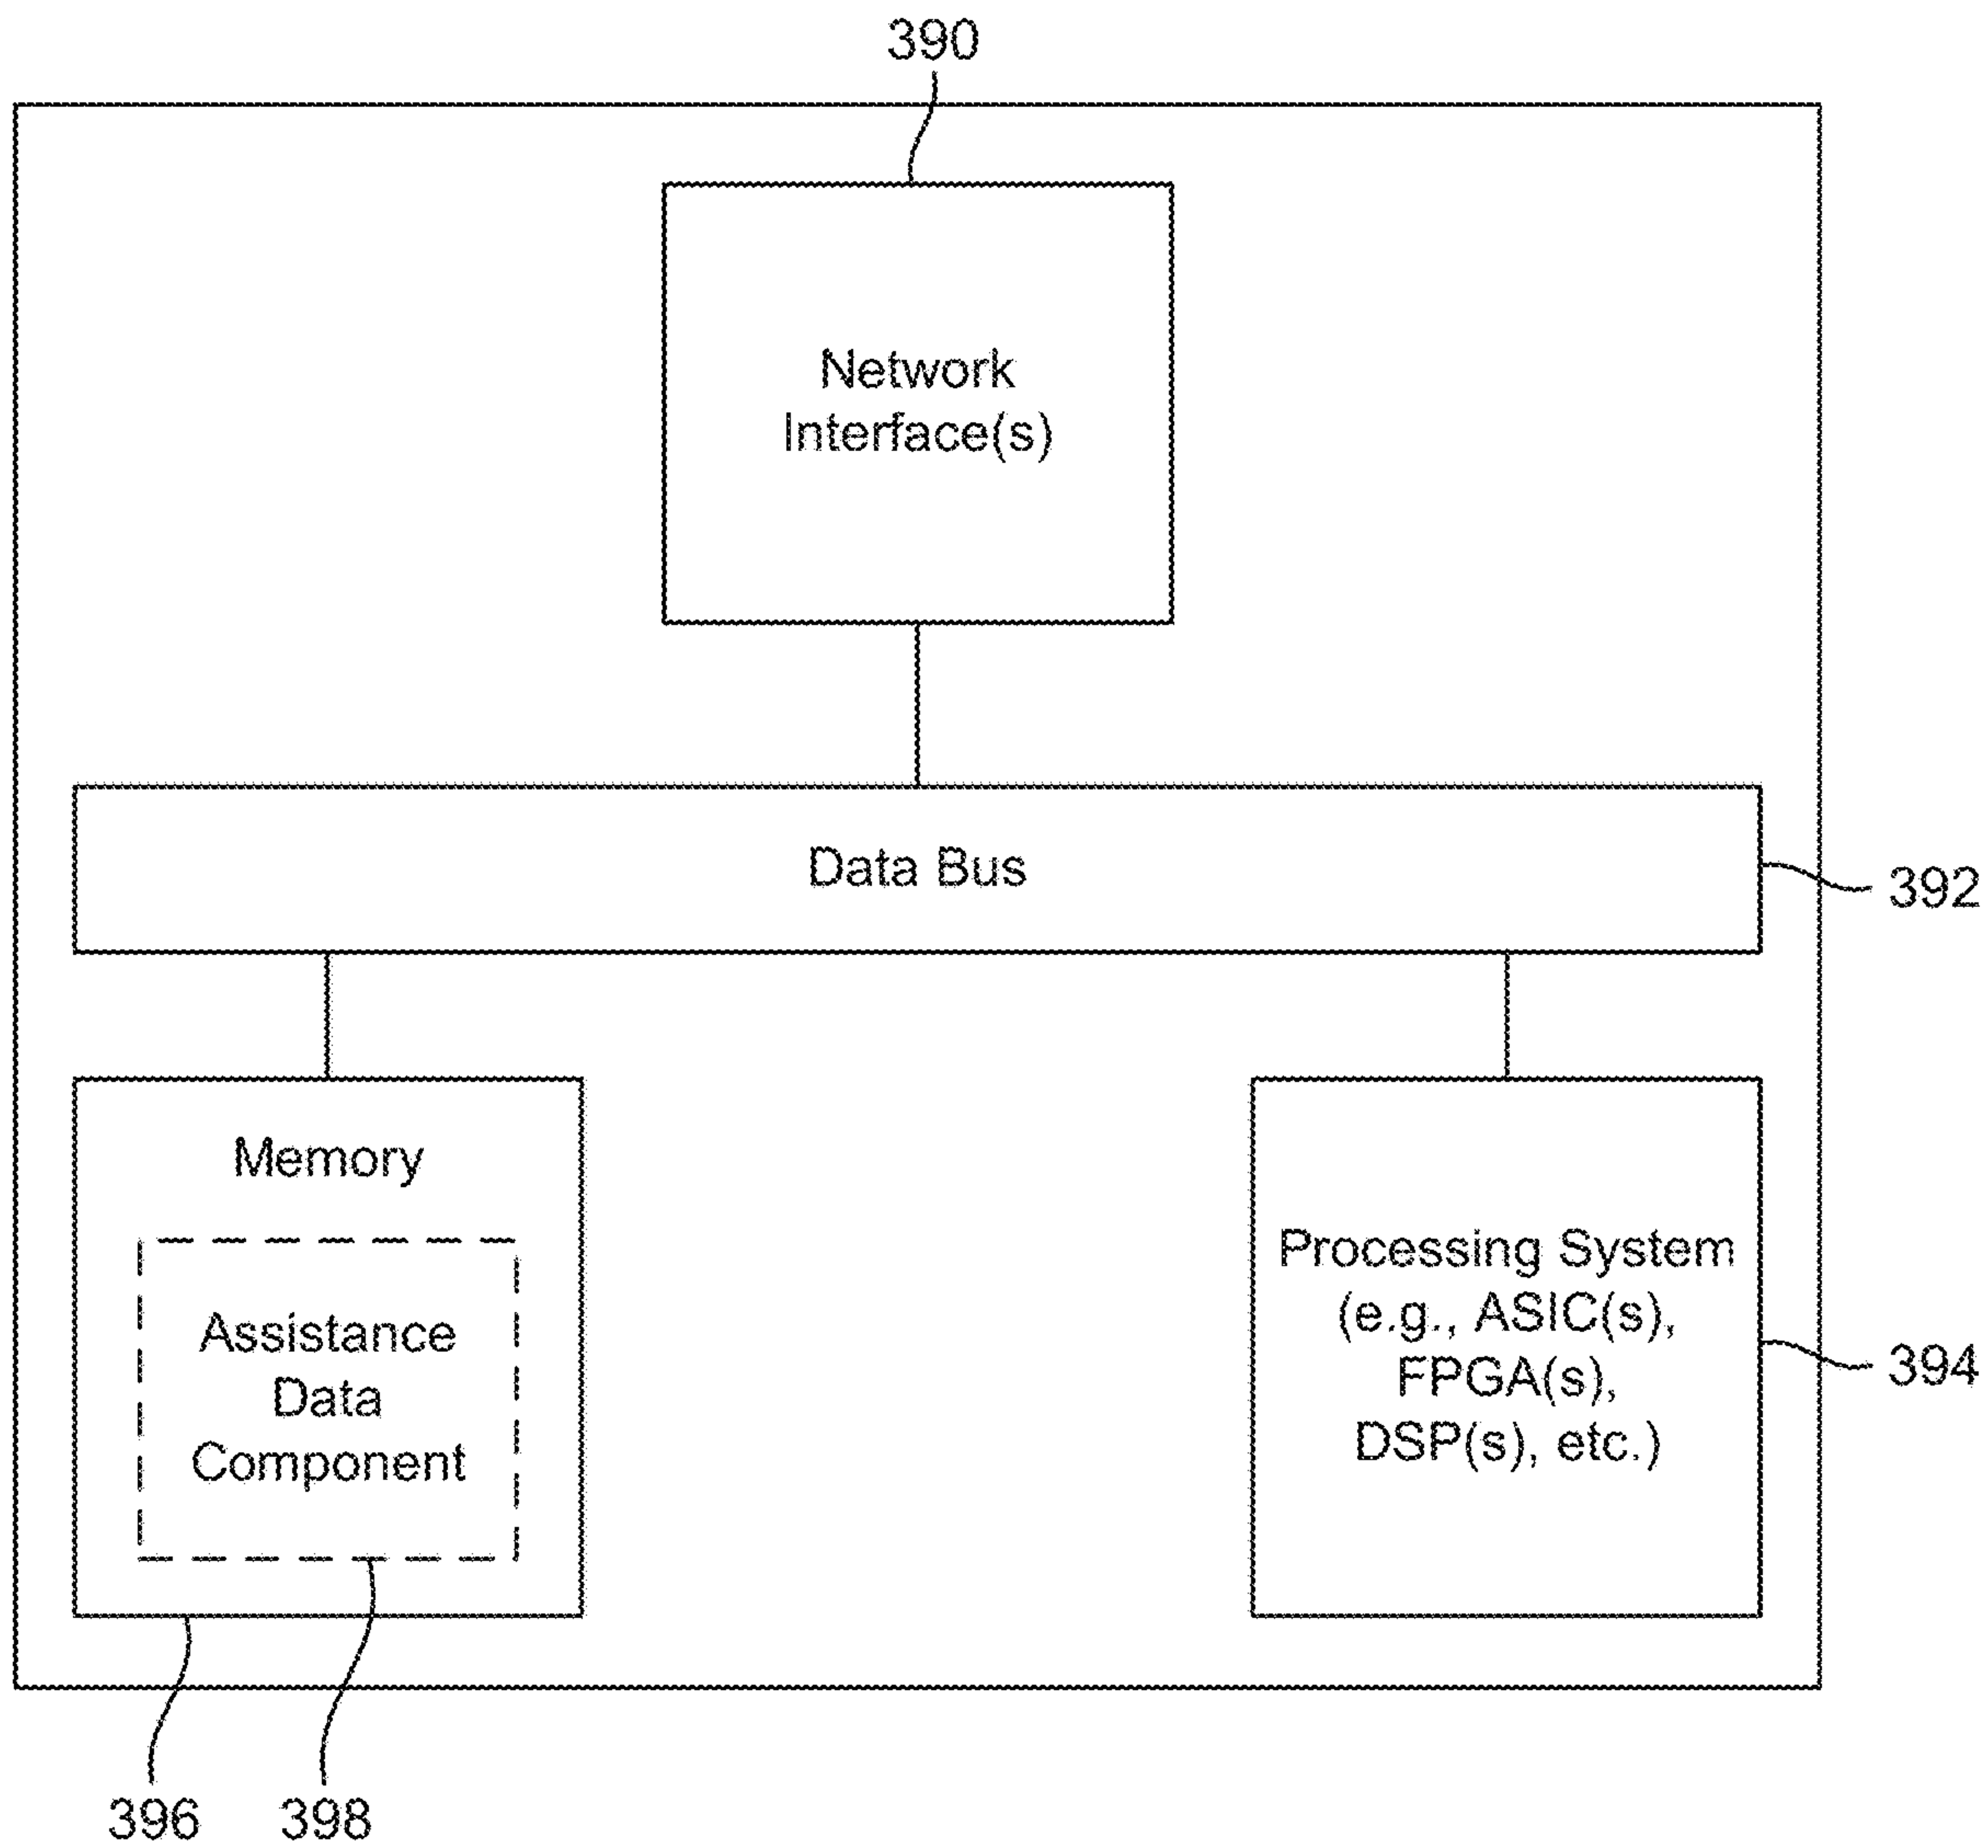 390
Network
Interface(s)
Data Bus
392
Memory
Assistance
Data
Component
Processing System
(e.g., ASIC(s),
FPGA(s),
DSP(s), etc.)
394
396
398